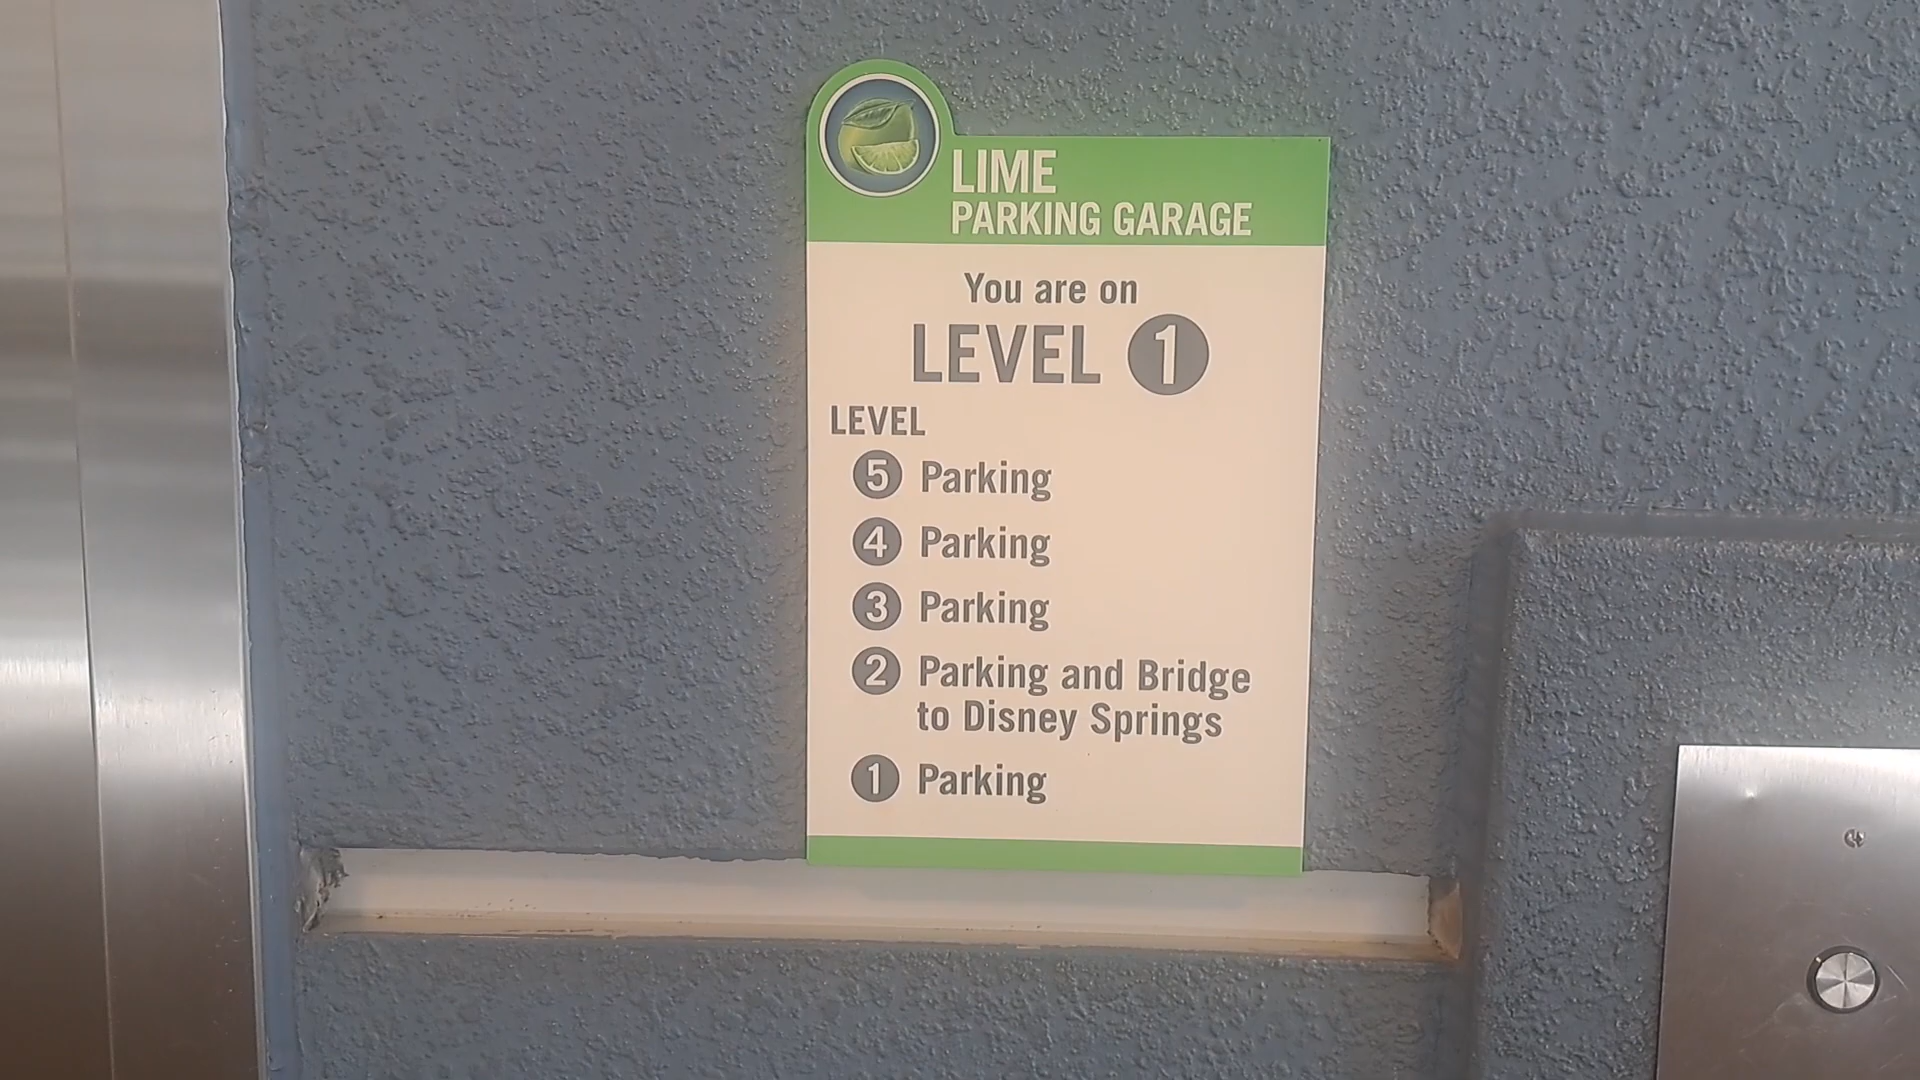 LIME
PARKING GARAGE
You are on
LEVEL 1
LEVEL
5 Parking
4 Parking
3 Parking
2 Parking and Bridge
to Disney Springs
1 Parking